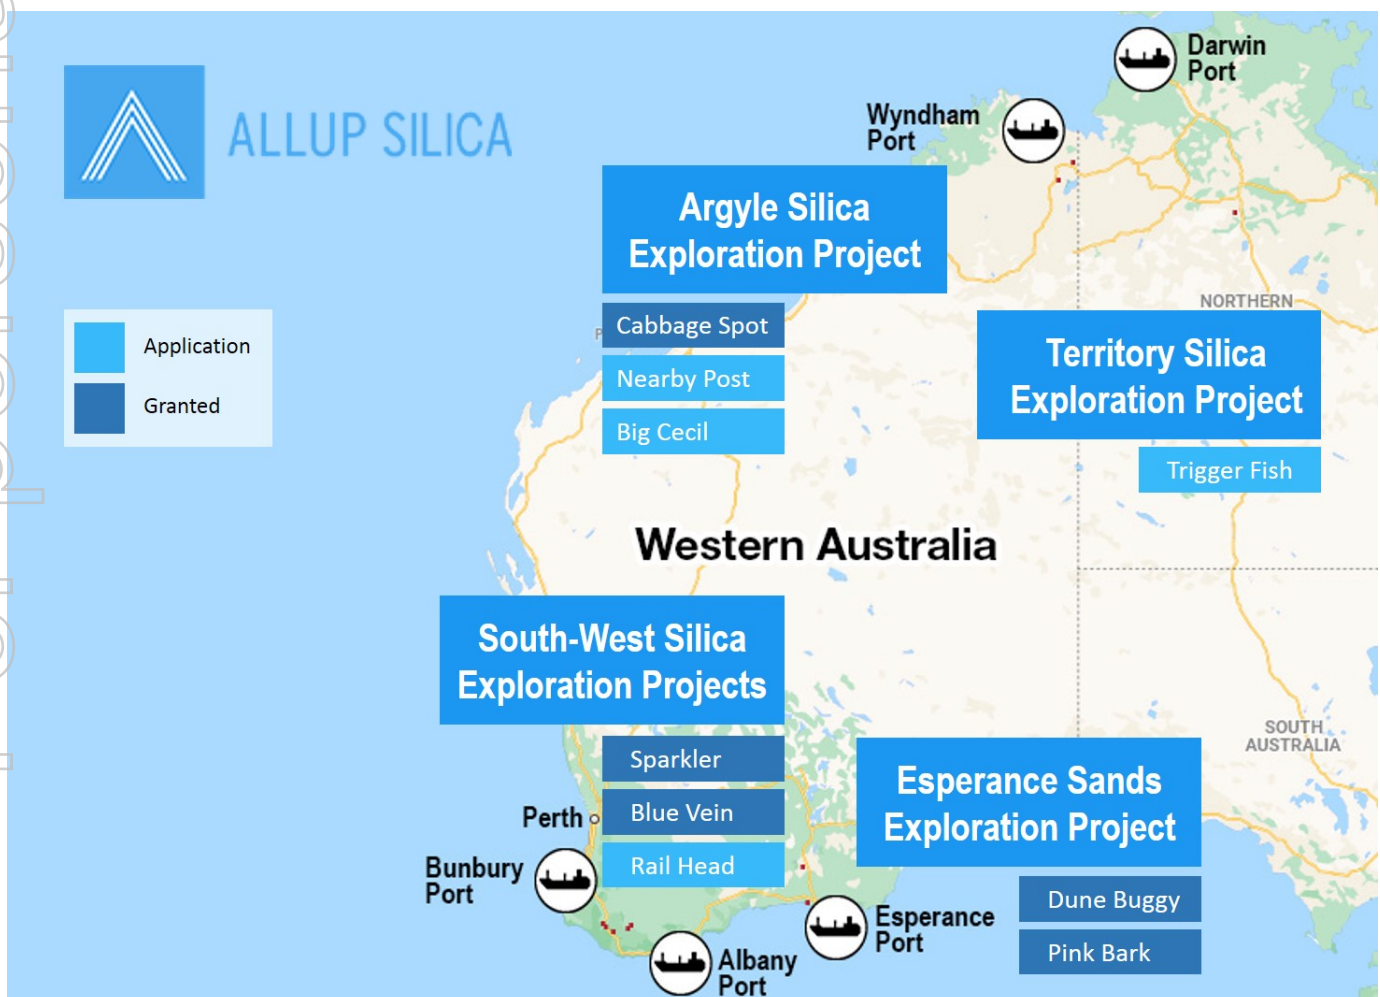 ALLUP SILICA
Application
Granted
Darwin
Port
Wyndham
Port
Argyle Silica
Exploration Project
Cabbage Spot
Nearby Post
Big Cecil
NORTHERN
Territory Silica
Exploration Project
Trigger Fish
Western Australia
South-West Silica
Exploration Projects
Sparkler
Blue Vein
Rail Head
Perth
Bunbury
Port
Albany
Port
SOUTH
AUSTRALIA
Esperance Sands
Exploration Project
Dune Buggy
Pink Bark
Esperance
Port